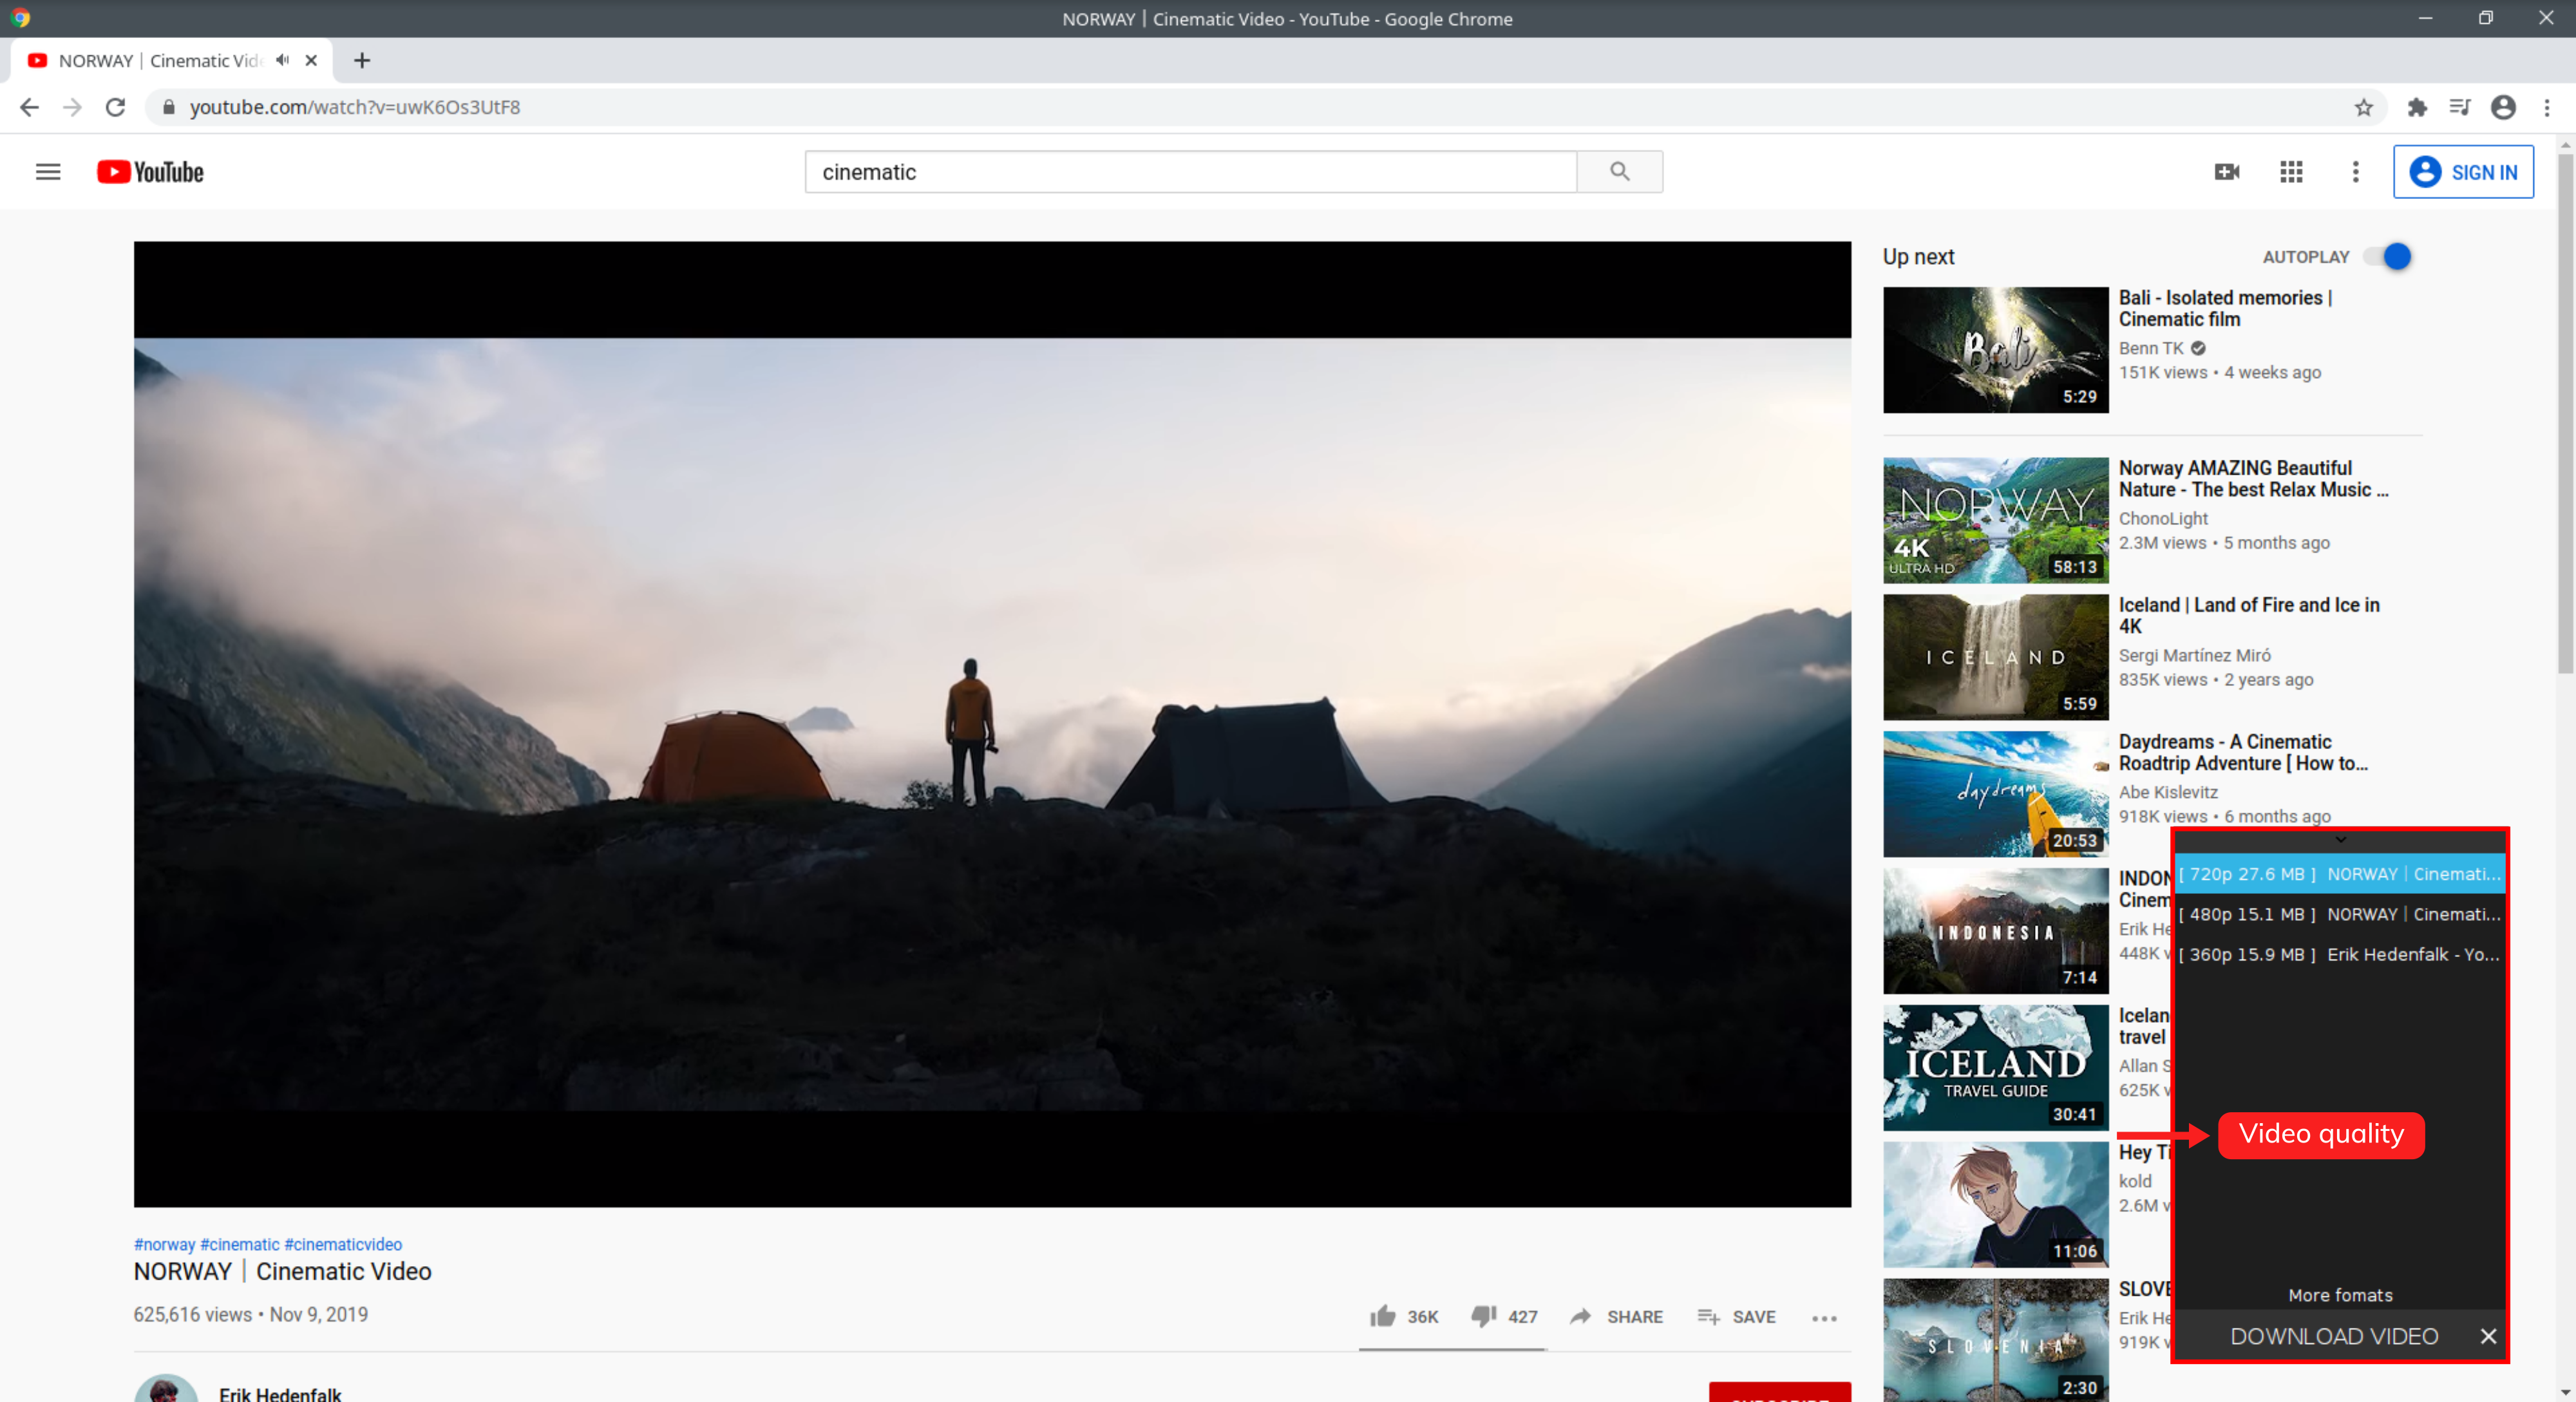 NORWAY | Cinematic Video - YouTube - Google Chrome
NORWAY | Cinematic Vid
youtube.com/watch?v=uwK6Os3UtF8
YouTube
cinematic
SIGN IN
Up next
AUTOPLAY
Bali
5:29
Bali - Isolated memories |
Cinematic film
Benn TK
151K views • 4 weeks ago
NORWAY
4K
ULTRA HD
58:13
Norway AMAZING Beautiful
Nature - The best Relax Music ...
ChonoLight
2.3M views • 5 months ago
ICELAND
5:59
Iceland | Land of Fire and Ice in
4K
Sergi Martínez Miró
835K views • 2 years ago
daydreams
20:53
Daydreams - A Cinematic
Roadtrip Adventure [ How to...
Abe Kislevitz
918K views • 6 months ago
INDONESIA
7:14
INDON
Cinem
Erik He
448K v
ICELAND
TRAVEL GUIDE
30:41
Icelan
travel
Allan S
625K v
11:06
Hey Ti
kold
2.6M v
SLOVENIA
2:30
SLOVE
Erik He
919K v
[ 720p 27.6 MB ] NORWAY | Cinemati...
[ 480p 15.1 MB ] NORWAY | Cinemati...
[ 360p 15.9 MB ] Erik Hedenfalk - Yo...
Video quality
More fomats
DOWNLOAD VIDEO
#norway #cinematic #cinematicvideo
NORWAY | Cinematic Video
625,616 views • Nov 9, 2019
36K
427
SHARE
SAVE
Erik Hedenfalk